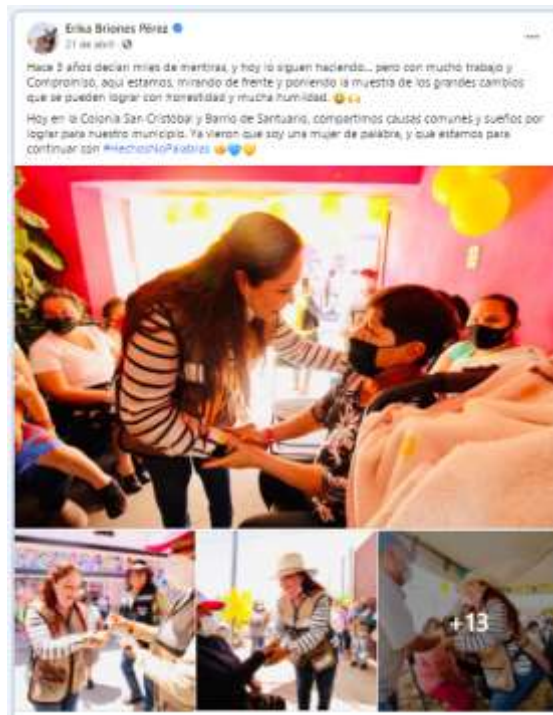 Erika Briones Pérez
21 de abril
Hace 3 años decían miles de mentiras, y hoy lo siguen haciendo... pero con mucho trabajo y
Compromiso, aquí estamos, mirando de frente y poniendo la muestra de los grandes cambios
que se pueden lograr con honestidad y mucha humildad. 😄🙌
Hoy en la Colonia San Cristóbal y Barrio de Santuario, compartimos causas comunes y sueños por
lograr para nuestro municipio. Ya vieron que soy una mujer de palabra, y que estamos para
continuar con #HechosNoPalabras 👍💙😊
+13